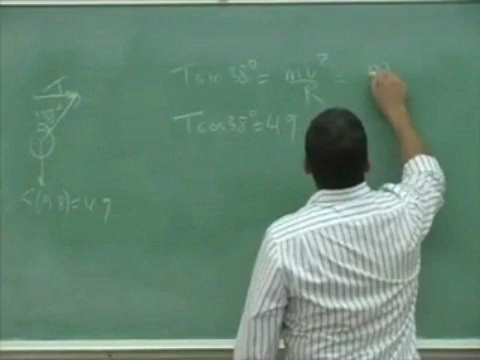 T
38°
5(9.8)=49
T sin 38° = mv²/R =
T cos 38° = 49